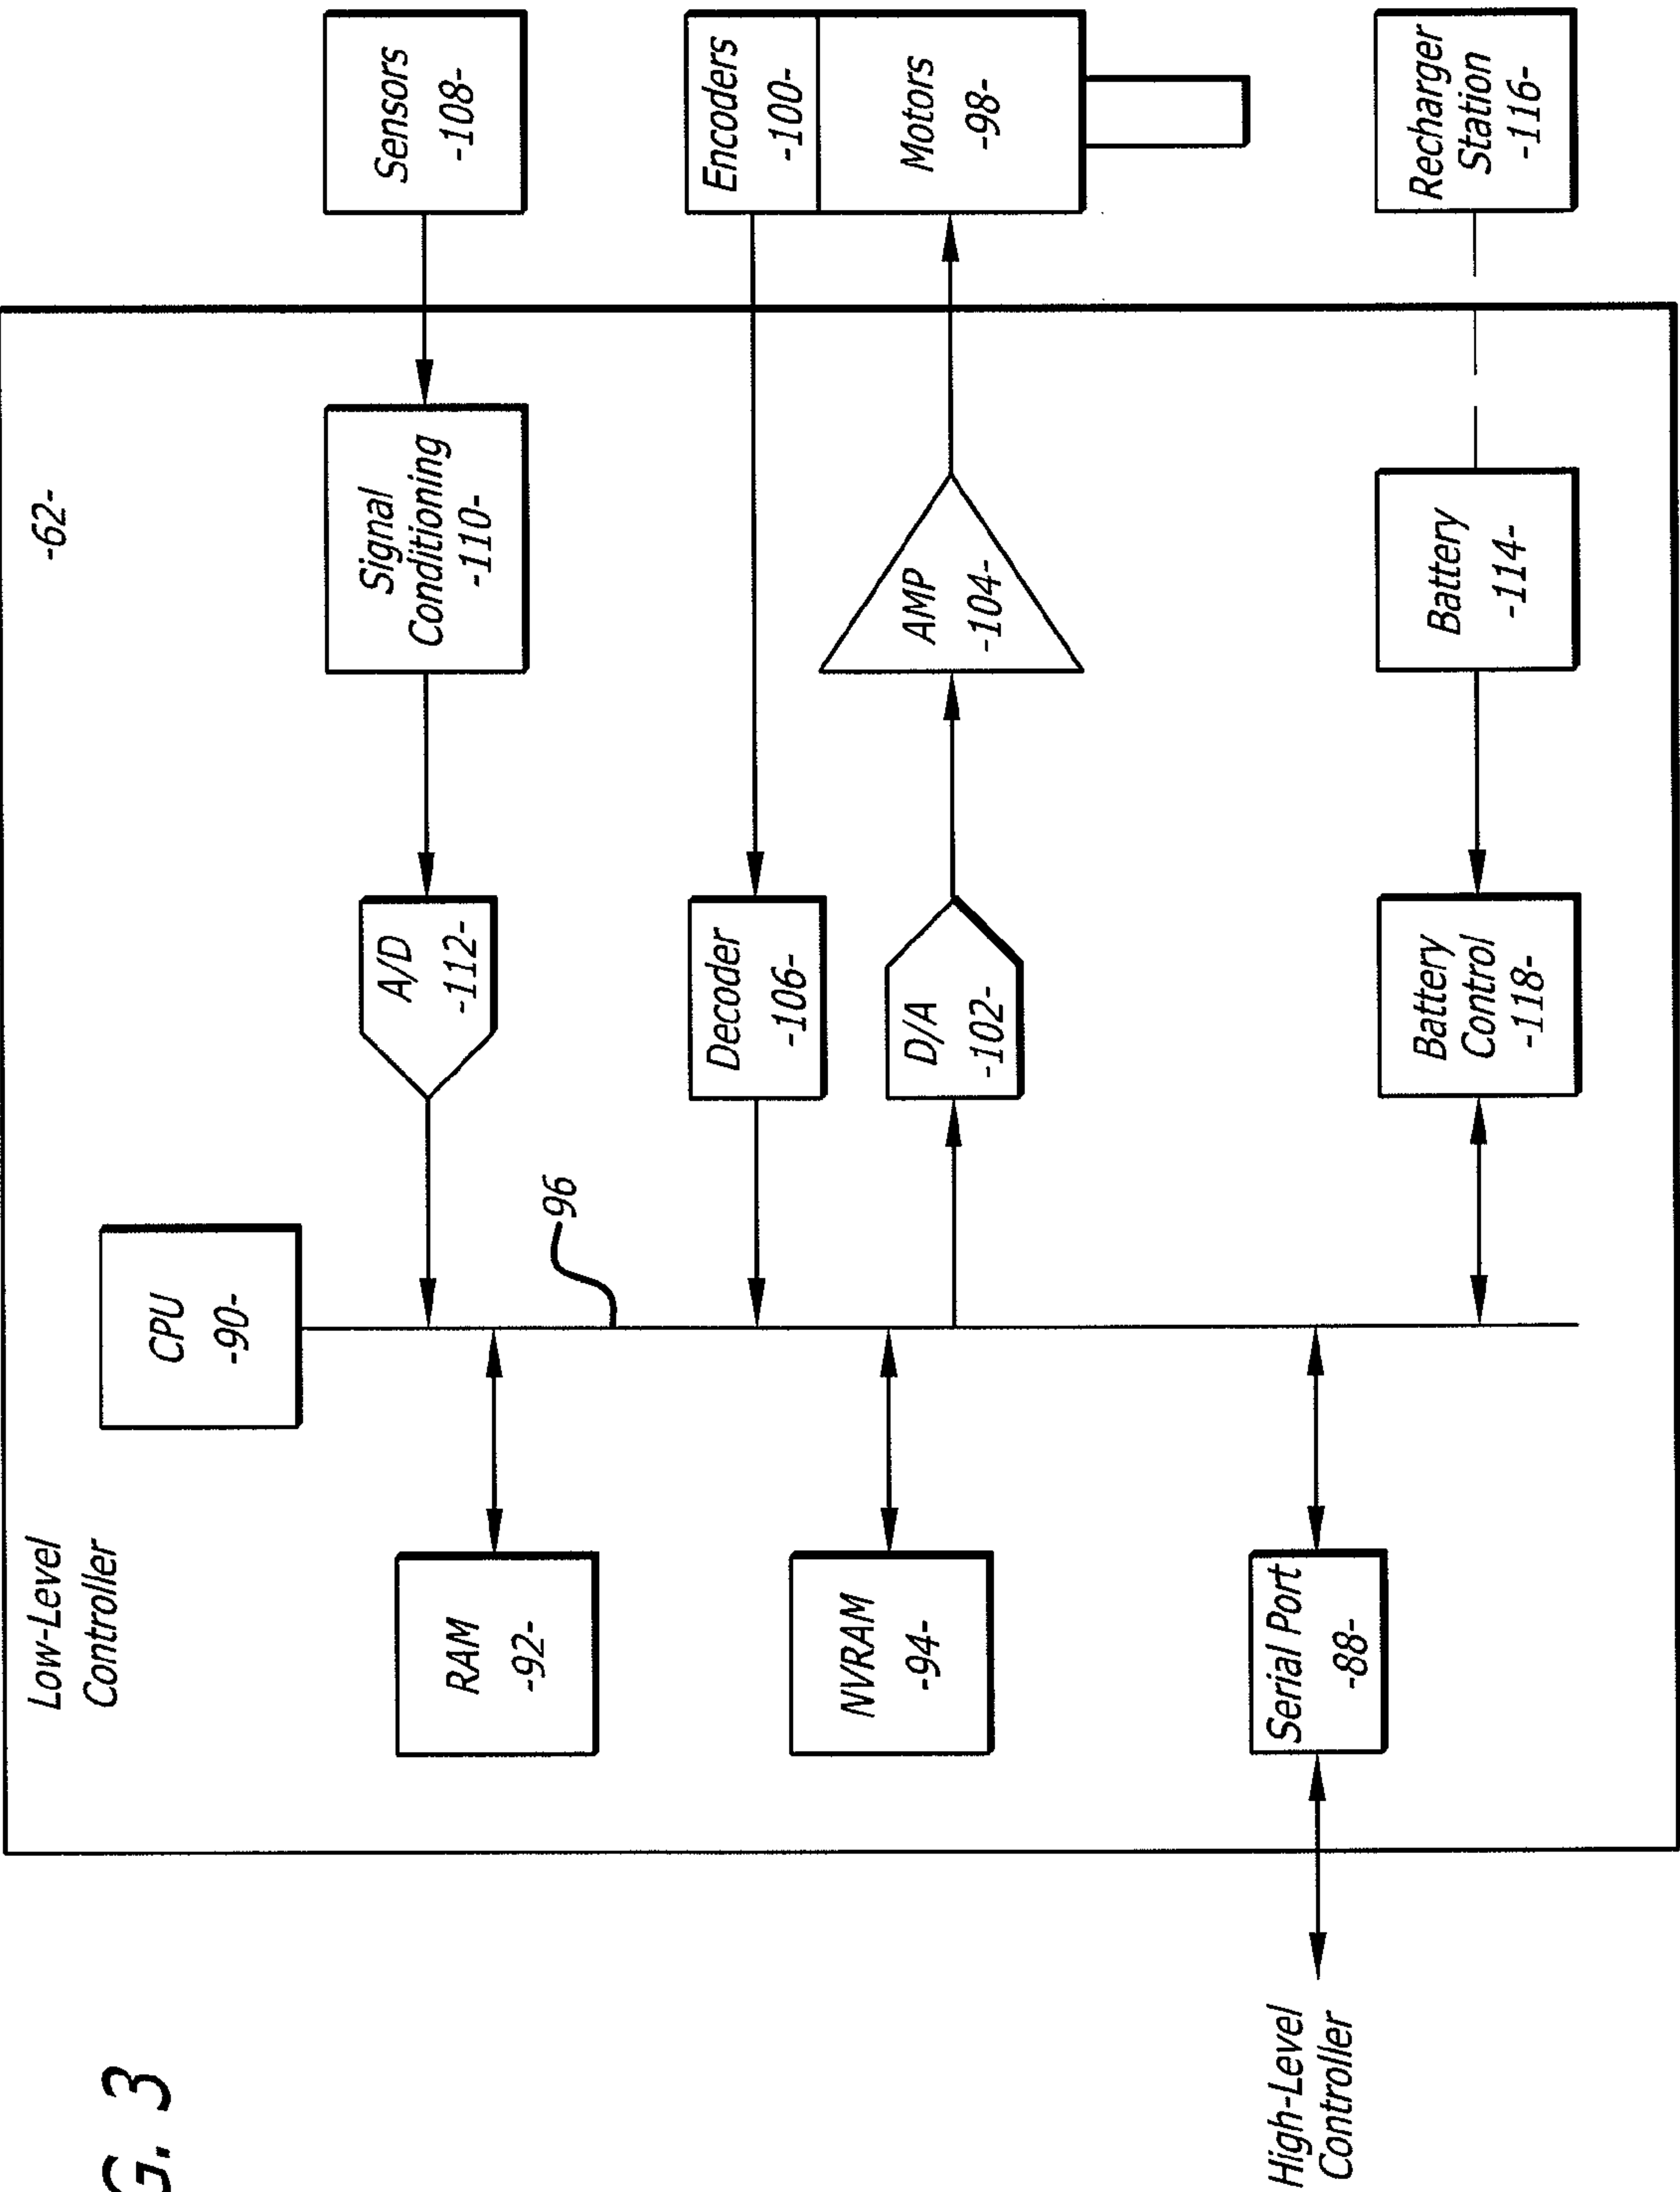 Low-Level
Controller
-62-
CPU
-90-
RAM
-92-
96
A/D
-112-
Signal
Conditioning
-110-
Sensors
-108-
Decoder
-106-
Encoders
-100-
Motors
-98-
NVRAM
-94-
D/A
-102-
AMP
-104-
Serial Port
-88-
Battery
Control
-118-
Battery
-114-
Recharger
Station
-116-
High-Level
Controller
G. 3